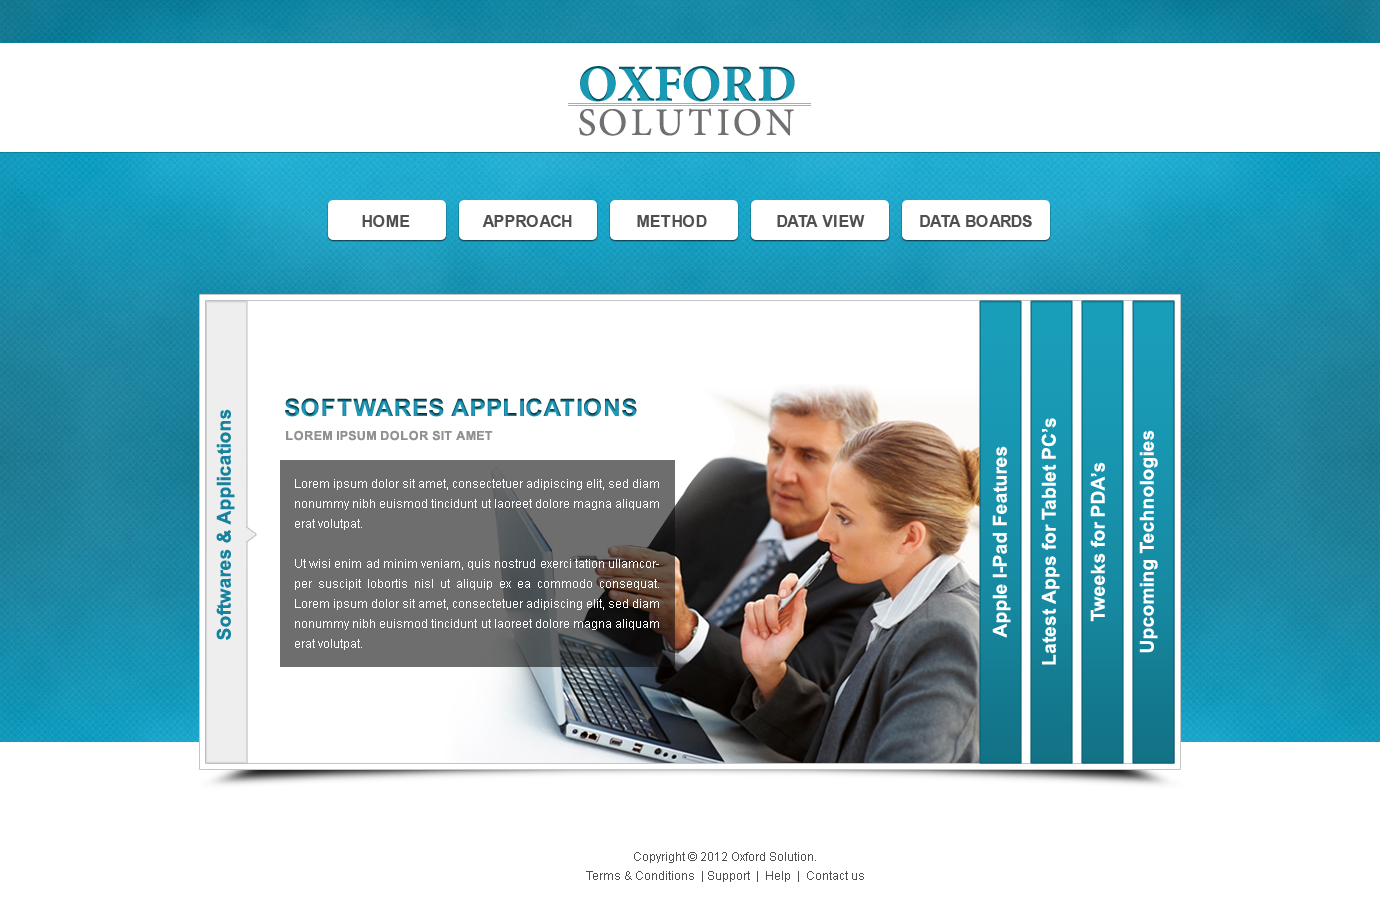 OXFORD
SOLUTION
HOME
APPROACH
METHOD
DATA VIEW
DATA BOARDS
Softwares & Applications
SOFTWARES APPLICATIONS
LOREM IPSUM DOLOR SIT AMET
Lorem ipsum dolor sit amet, consectetuer adipiscing elit, sed diam
nonummy nibh euismod tincidunt ut laoreet dolore magna aliquam
erat volutpat.
Ut wisi enim ad minim veniam, quis nostrud exerci tation ullamcor-
per suscipit lobortis nisl ut aliquip ex ea commodo consequat.
Lorem ipsum dolor sit amet, consectetuer adipiscing elit, sed diam
nonummy nibh euismod tincidunt ut laoreet dolore magna aliquam
erat volutpat.
Apple I-Pad Features
Latest Apps for Tablet PC's
Tweeks for PDA's
Upcoming Technologies
Copyright © 2012 Oxford Solution.
Terms & Conditions | Support | Help | Contact us